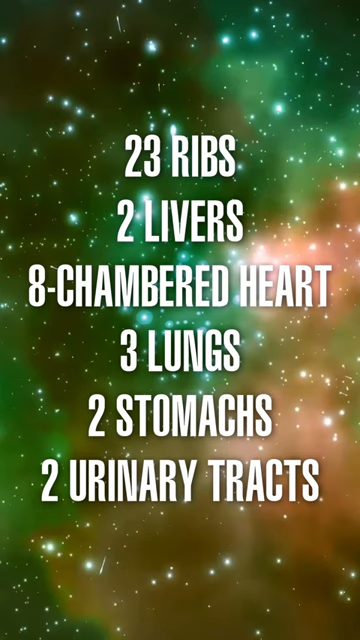 23 RIBS
2 LIVERS
8-CHAMBERED HEART
3 LUNGS
2 STOMACHS
2 URINARY TRACTS